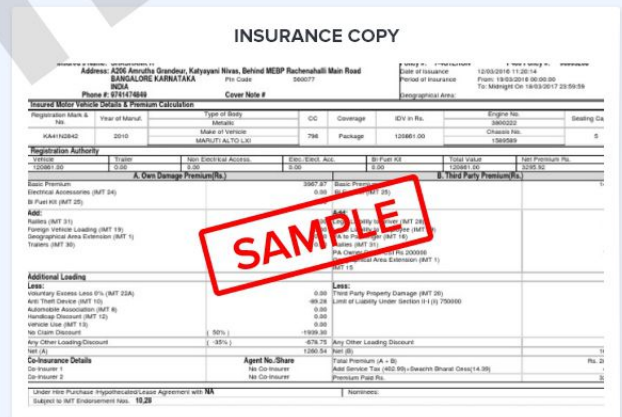 INSURANCE COPY
Address: A206 Amrutha Grandeur, Katyayani Nivas, Behind MEBP Rachenahalli Main Road
BANGALORE KARNATAKA Pin Code 560077
INDIA
Phone #: 9741474849 Cover Note #
Date of Issuance 12/03/2016 11:20:14
Period of Insurance From: 19/03/2016 00:00:00
To: Midnight On 18/03/2017 23:59:59
Geographical Area:
Insured Motor Vehicle Details & Premium Calculation
Registration Mark & No. Year of Manuf. Type of Body CC Coverage IDV in Rs. Engine No. Seating Cap
Metallic 3900222
KA41N2842 2010 Make of Vehicle 796 Package 120861.00 Chassis No. 5
MARUTI ALTO LXI 1589589
Registration Authority
Vehicle Trailer Non Electrical Access. Elec./Elect. Acc. Bi-Fuel Kit Total Value Net Premium Rs.
120861.00 0.00 0.00 0.00 0.00 120861.00 3295.92
A. Own Damage Premium(Rs.) B. Third Party Premium(Rs.)
Basic Premium 3967.87 Basic
Electrical Accessories (IMT 24) 0.00 (IMT 25)
Bi Fuel Kit (IMT 25)
SAMPLE
Add:
Rallies (IMT 31)
Foreign Vehicle Loading (IMT 19)
Geographical Area Extension (IMT 1)
Trailers (IMT 30)
Rallies (IMT 31)
PA Owner Rs 200000
Area Extension (IMT 1)
IMT 15
Additional Loading
Less: Less:
Voluntary Excess Less 0% (IMT 22A) 0.00 Third Party Property Damage (IMT 20)
Anti Theft Device (IMT 10) -69.28 Limit of Liability Under Section II-I (i) 750000
Automobile Association (IMT 8) 0.00
Handicap Discount (IMT 12) 0.00
Vehicle Use (IMT 13) 0.00
No Claim Discount ( 50% ) -1939.30
Any Other Loading/Discount ( -35% ) -678.75 Any Other Loading Discount
Net (A) 1280.54 Net (B)
Co-Insurance Details Agent No./Share Total Premium (A + B) Rs.
Co-Insurer 1 No Co-Insurer Add Service Tax (402.99)+Swachh Bharat Cess(14.39)
Co-Insurer 2 No Co-Insurer Premium Paid Rs.
Under Hire Purchase /Hypothecated/Lease Agreement with NA Nominees:
Subject to IMT Endorsement Nos. 10,28